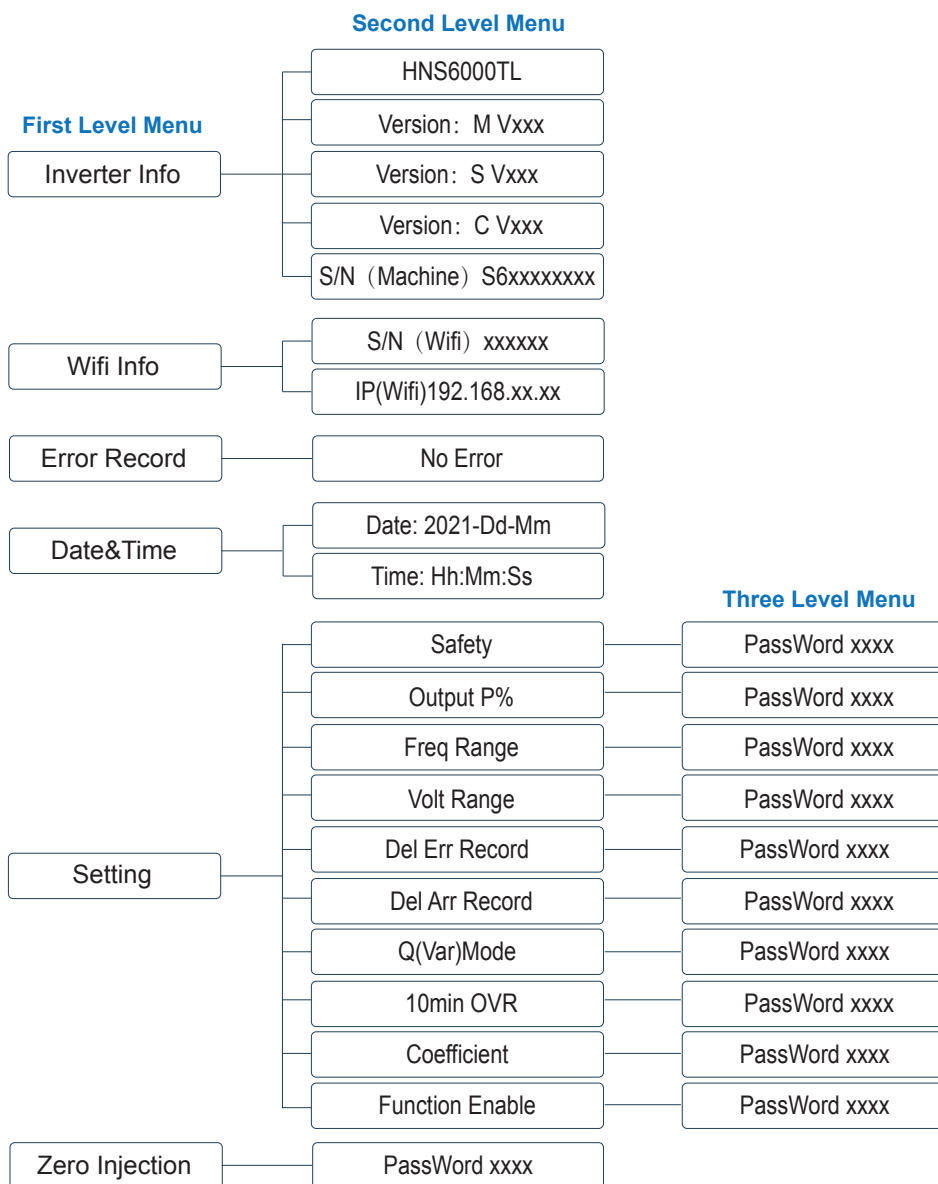 Second Level Menu
HNS6000TL
First Level Menu
Version：M Vxxx
Inverter Info
Version：S Vxxx
Version：C Vxxx
S/N（Machine）S6xxxxxxxx
Wifi Info
S/N（Wifi）xxxxxx
IP(Wifi)192.168.xx.xx
Error Record
No Error
Date&Time
Date: 2021-Dd-Mm
Time: Hh:Mm:Ss
Three Level Menu
Safety
PassWord xxxx
Output P%
PassWord xxxx
Freq Range
PassWord xxxx
Volt Range
PassWord xxxx
Setting
Del Err Record
PassWord xxxx
Del Arr Record
PassWord xxxx
Q(Var)Mode
PassWord xxxx
10min OVR
PassWord xxxx
Coefficient
PassWord xxxx
Function Enable
PassWord xxxx
Zero Injection
PassWord xxxx